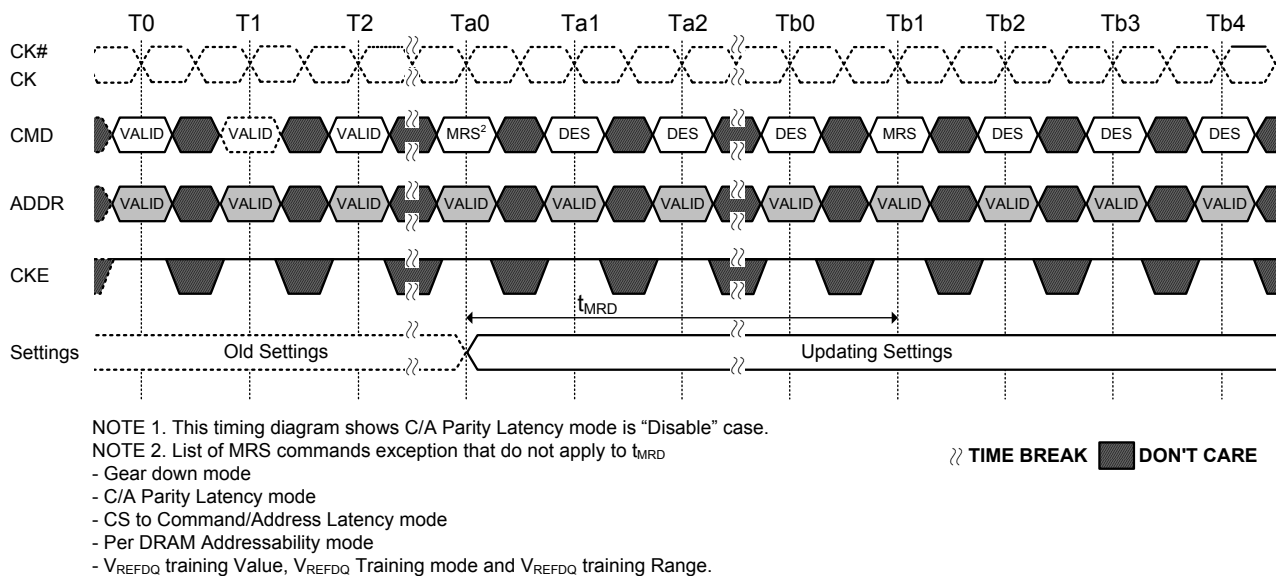 T0 T1 T2 Ta0 Ta1 Ta2 Tb0 Tb1 Tb2 Tb3 Tb4
CK#
CK
CMD VALID VALID VALID MRS² DES DES DES MRS DES DES DES
ADDR VALID VALID VALID VALID VALID VALID VALID VALID VALID VALID VALID
CKE
tMRD
Settings Old Settings Updating Settings
NOTE 1. This timing diagram shows C/A Parity Latency mode is “Disable” case.
NOTE 2. List of MRS commands exception that do not apply to tMRD
- Gear down mode
- C/A Parity Latency mode
- CS to Command/Address Latency mode
- Per DRAM Addressability mode
- VREFDQ training Value, VREFDQ Training mode and VREFDQ training Range.
TIME BREAK DON'T CARE